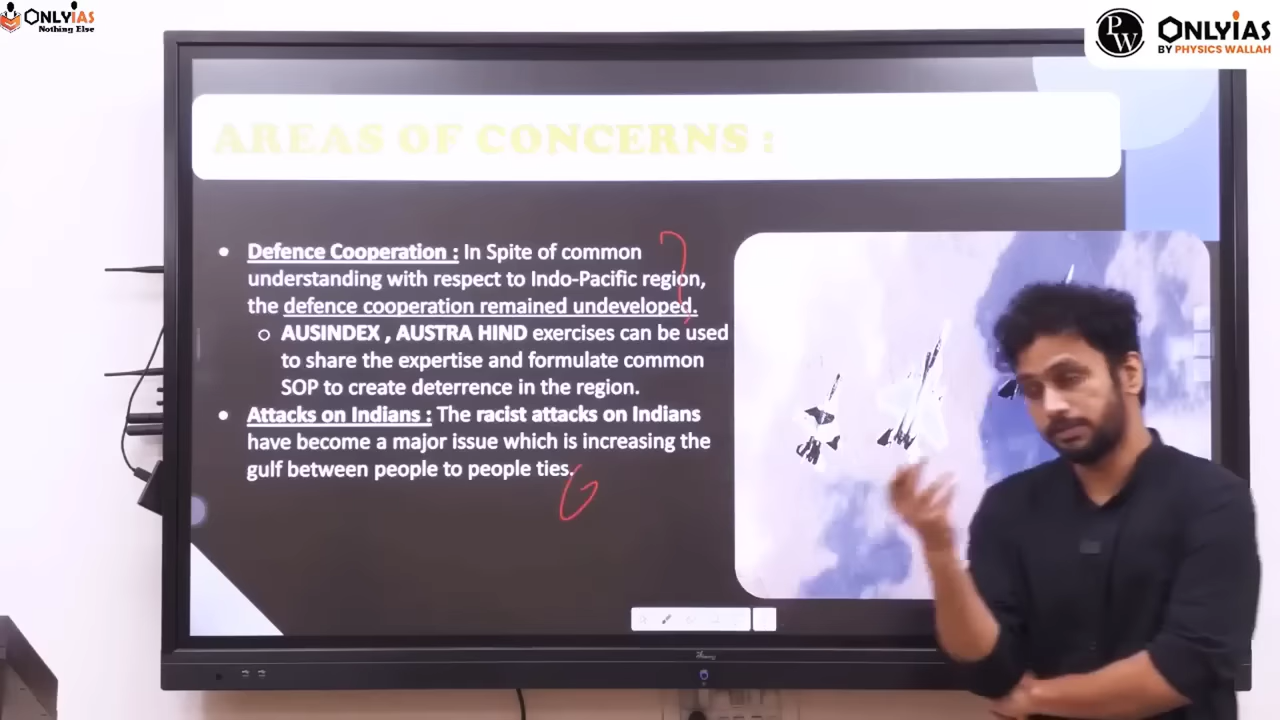 ONLYIAS
Nothing Else
PW
ONLYIAS
BY PHYSICS WALLAH
AREAS OF CONCERNS :
• Defence Cooperation : In Spite of common
understanding with respect to Indo-Pacific region,
the defence cooperation remained undeveloped.
o AUSINDEX , AUSTRA HIND exercises can be used
to share the expertise and formulate common
SOP to create deterrence in the region.
• Attacks on Indians : The racist attacks on Indians
have become a major issue which is increasing the
gulf between people to people ties.